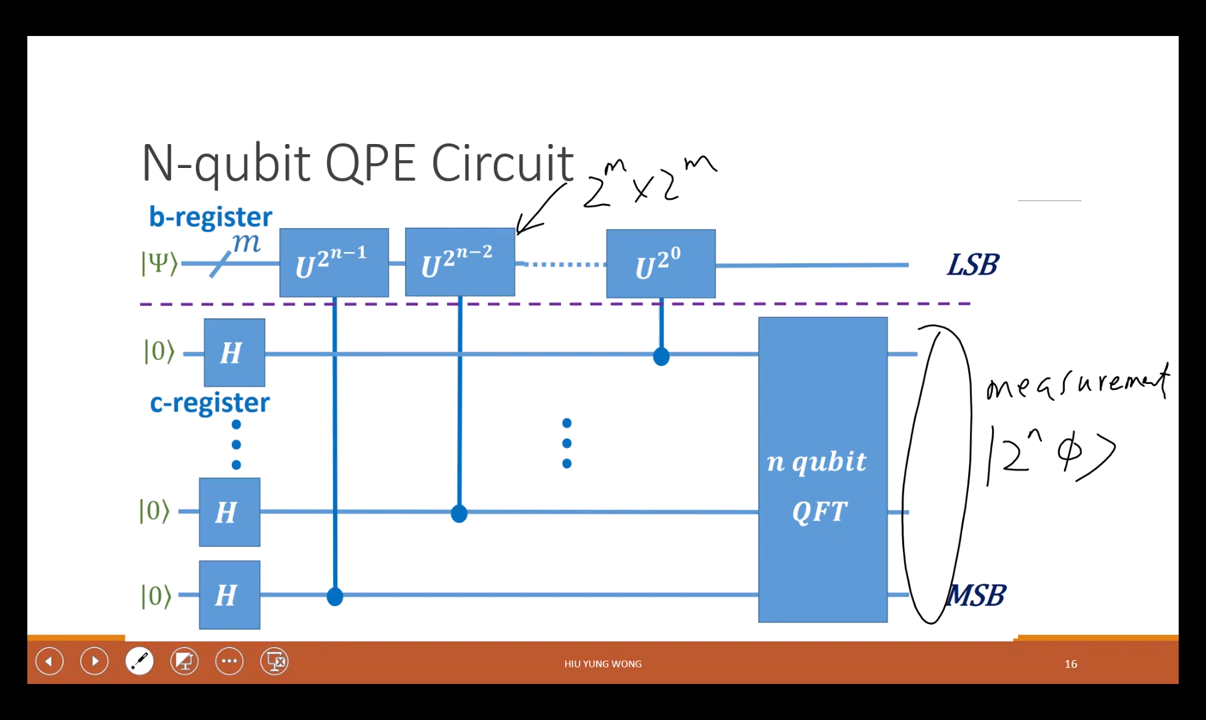 N-qubit QPE Circuit
2^m x 2^m
b-register
m
|Ψ⟩
U^{2^{n-1}}
U^{2^{n-2}}
U^{2^0}
LSB
|0⟩
H
c-register
measurement
|2^n ϕ⟩
n qubit
QFT
|0⟩
H
|0⟩
H
MSB
HIU YUNG WONG
16